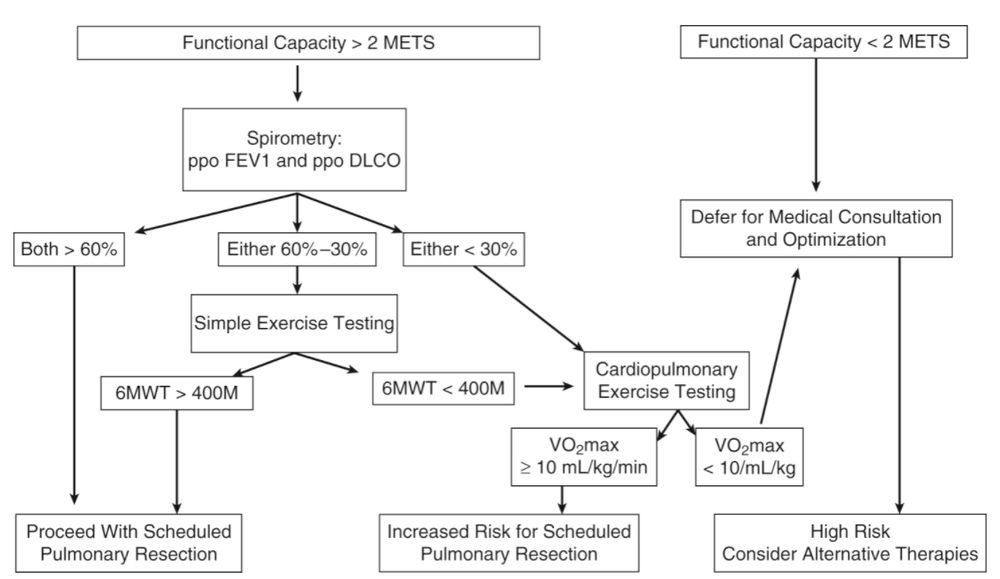 Functional Capacity > 2 METS
Functional Capacity < 2 METS
Spirometry:
ppo FEV1 and ppo DLCO
Defer for Medical Consultation
and Optimization
Both > 60%
Either 60%–30%
Either < 30%
Simple Exercise Testing
Cardiopulmonary
Exercise Testing
6MWT > 400M
6MWT < 400M
VO₂max
≥ 10 mL/kg/min
VO₂max
< 10/mL/kg
Proceed With Scheduled
Pulmonary Resection
Increased Risk for Scheduled
Pulmonary Resection
High Risk
Consider Alternative Therapies